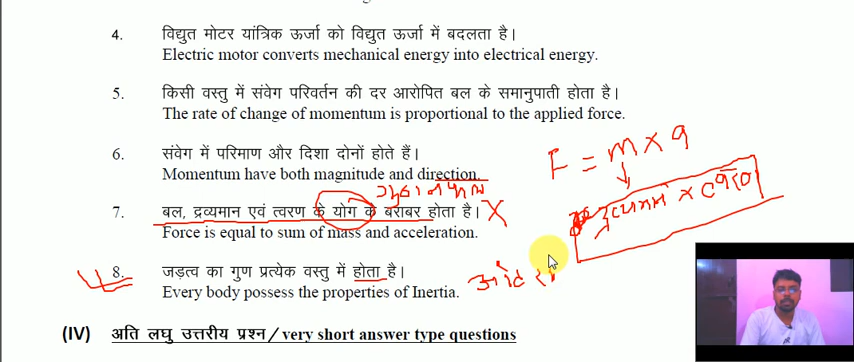 4. विद्युत मोटर यांत्रिक ऊर्जा को विद्युत ऊर्जा में बदलता है।
Electric motor converts mechanical energy into electrical energy.
5. किसी वस्तु में संवेग परिवर्तन की दर आरोपित बल के समानुपाती होता है।
The rate of change of momentum is proportional to the applied force.
6. संवेग में परिमाण और दिशा दोनों होते हैं।
Momentum have both magnitude and direction.
F = m × a
गुणनफल
द्रव्यमान × त्वरण
7. बल, द्रव्यमान एवं त्वरण के योग के बराबर होता है। X
Force is equal to sum of mass and acceleration.
8. जड़त्व का गुण प्रत्येक वस्तु में होता है।
Every body possess the properties of Inertia.
(IV) अति लघु उत्तरीय प्रश्न / very short answer type questions